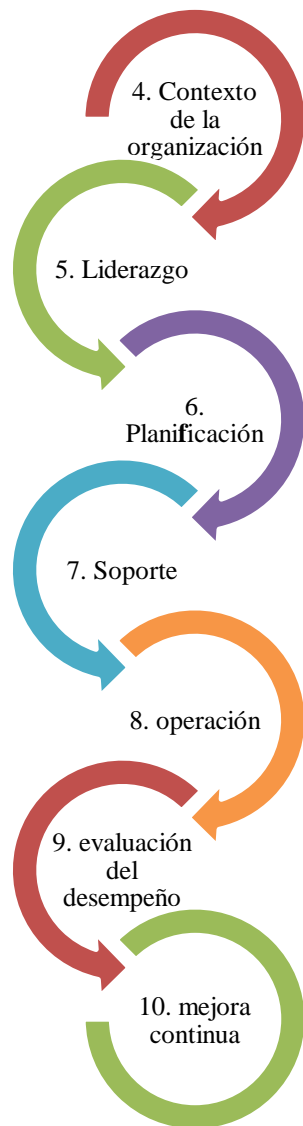 4. Contexto
de la
organización
5. Liderazgo
6.
Planificación
7. Soporte
8. operación
9. evaluación
del
desempeño
10. mejora
continua